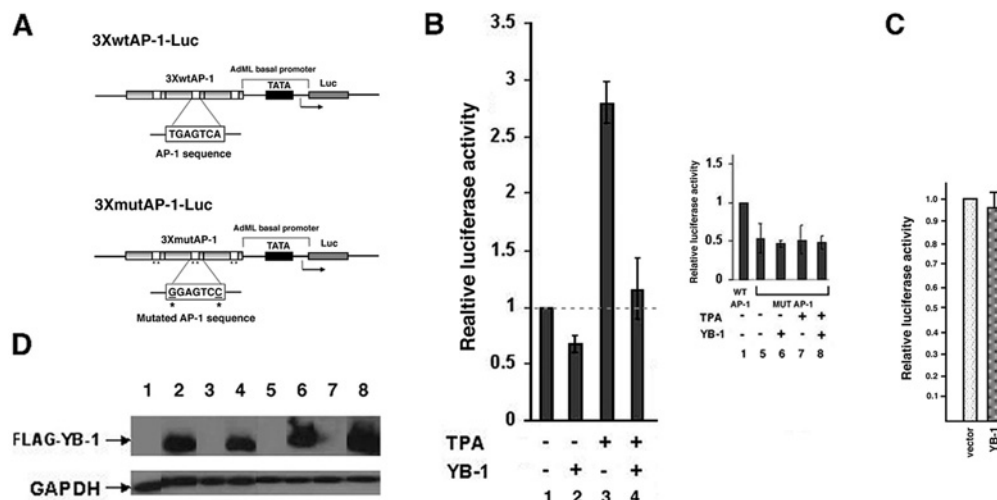 A
3XwtAP-1-Luc
AdML basal promoter
3XwtAP-1
TATA
Luc
TGAGTCA
AP-1 sequence
3XmutAP-1-Luc
AdML basal promoter
3XmutAP-1
TATA
Luc
* * * * * *
GGAGTCC
* *
Mutated AP-1 sequence
B
Realtive luciferase activity
3.5
3
2.5
2
1.5
1
0.5
0
TPA - - + +
YB-1 - + - +
1 2 3 4
Relative luciferase activity
1.5
1
0.5
0
WT AP-1
MUT AP-1
TPA - - - + +
YB-1 - - + - +
1 5 6 7 8
C
Relative luciferase activity
1.0
0.9
0.8
0.7
0.6
0.5
0.4
0.3
0.2
0.1
vector
YB-1
D
1 2 3 4 5 6 7 8
FLAG-YB-1
GAPDH